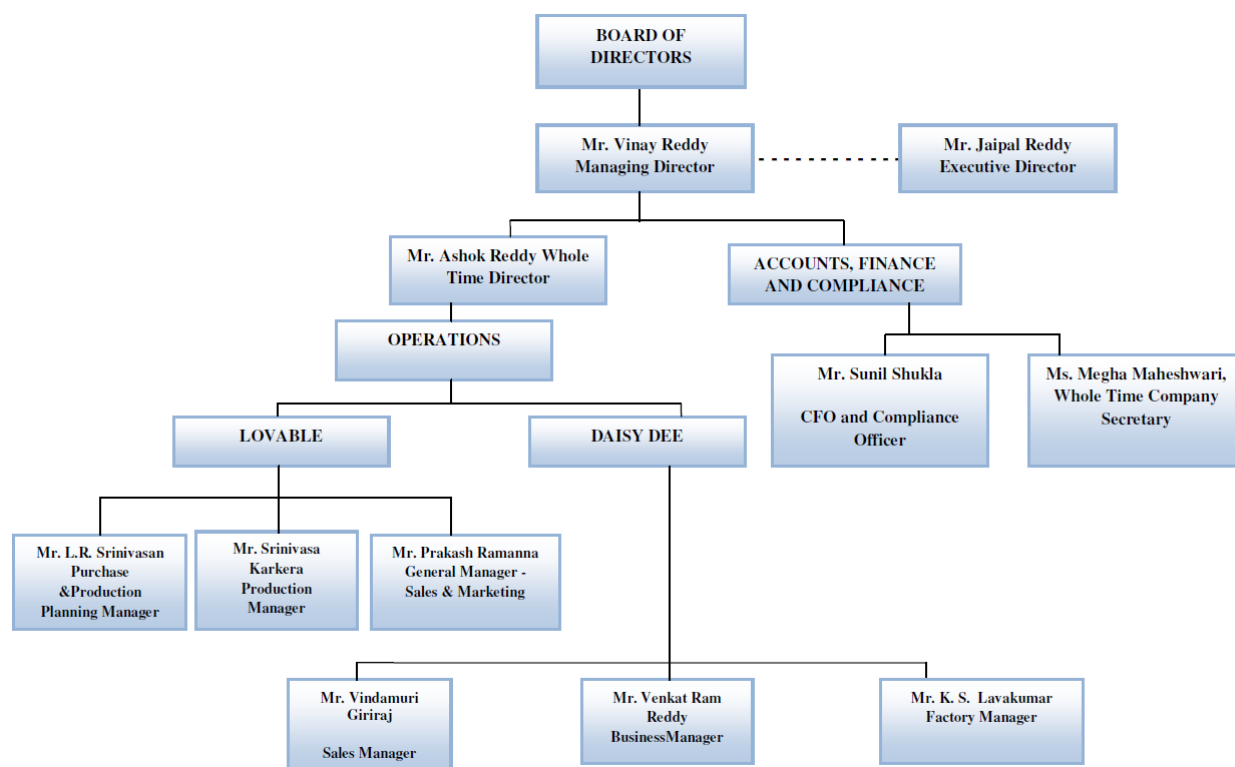 BOARD OF
DIRECTORS
Mr. Vinay Reddy
Managing Director
Mr. Jaipal Reddy
Executive Director
Mr. Ashok Reddy Whole
Time Director
ACCOUNTS, FINANCE
AND COMPLIANCE
OPERATIONS
Mr. Sunil Shukla
CFO and Compliance
Officer
Ms. Megha Maheshwari,
Whole Time Company
Secretary
LOVABLE
DAISY DEE
Mr. L.R. Srinivasan
Purchase
&Production
Planning Manager
Mr. Srinivasa
Karkera
Production
Manager
Mr. Prakash Ramanna
General Manager -
Sales & Marketing
Mr. Vindamuri
Giriraj
Sales Manager
Mr. Venkat Ram
Reddy
BusinessManager
Mr. K. S. Lavakumar
Factory Manager